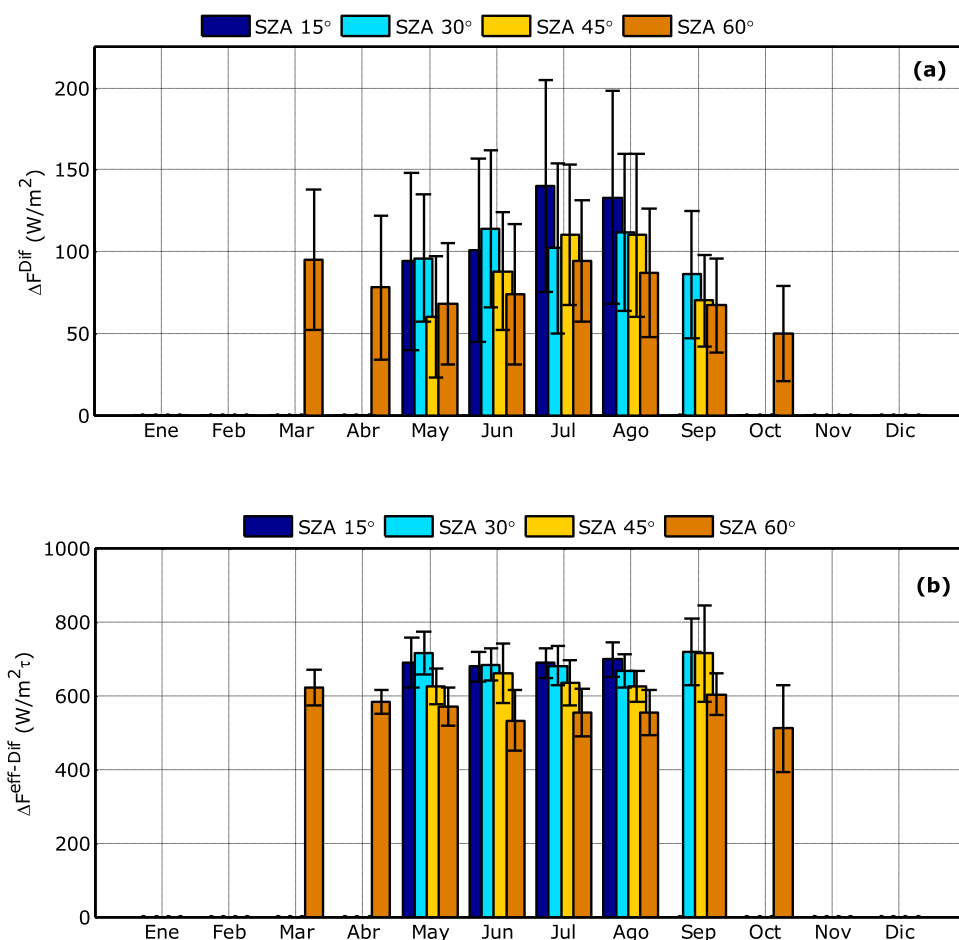 SZA 15° SZA 30° SZA 45° SZA 60°
(a)
200
150
100
50
0
ΔF^Dif (W/m²)
Ene Feb Mar Abr May Jun Jul Ago Sep Oct Nov Dic
SZA 15° SZA 30° SZA 45° SZA 60°
(b)
1000
800
600
400
200
0
ΔF^eff-Dif (W/m²τ)
Ene Feb Mar Abr May Jun Jul Ago Sep Oct Nov Dic